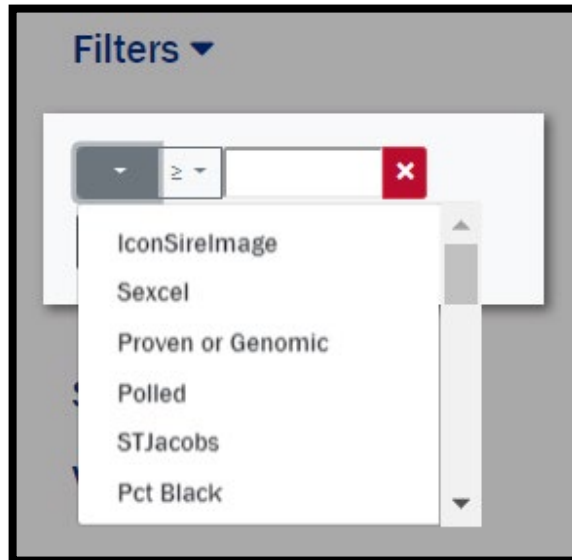 Filters
≥
IconSireImage
Sexcel
Proven or Genomic
Polled
STJacobs
Pct Black